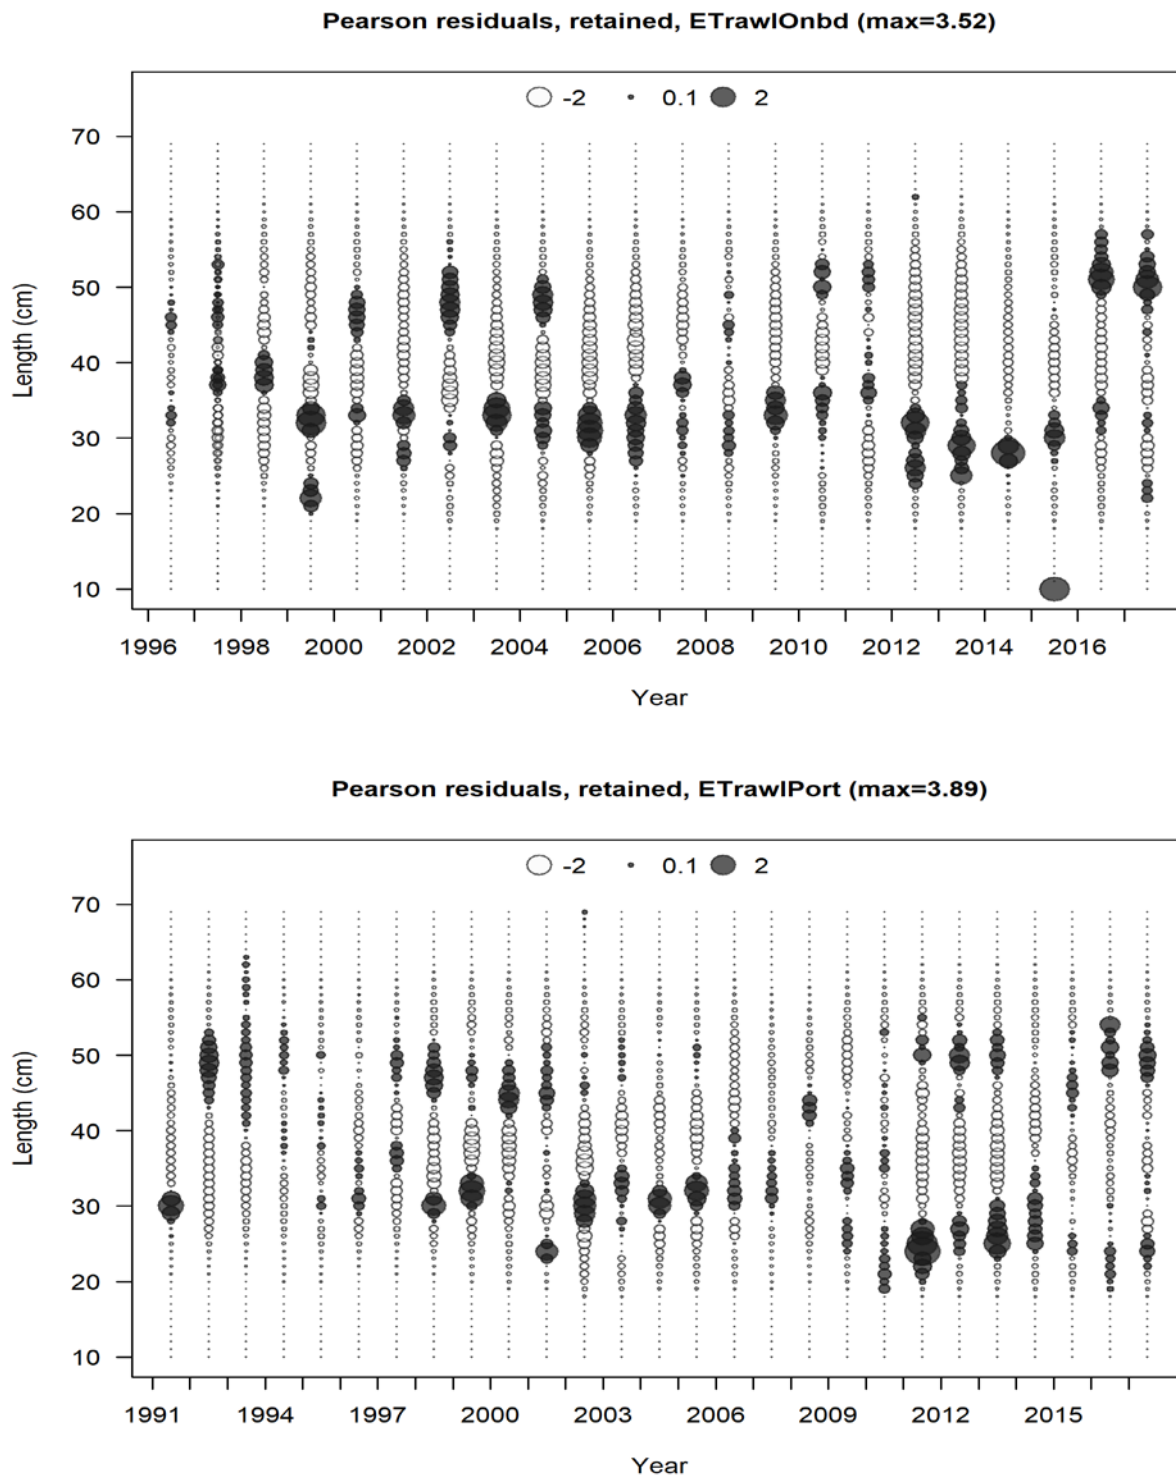 Pearson residuals, retained, ETrawlOnbd (max=3.52)
-2 0.1 2
70
60
50
40
30
20
10
Length (cm)
1996 1998 2000 2002 2004 2006 2008 2010 2012 2014 2016
Year
Pearson residuals, retained, ETrawlPort (max=3.89)
-2 0.1 2
70
60
50
40
30
20
10
Length (cm)
1991 1994 1997 2000 2003 2006 2009 2012 2015
Year